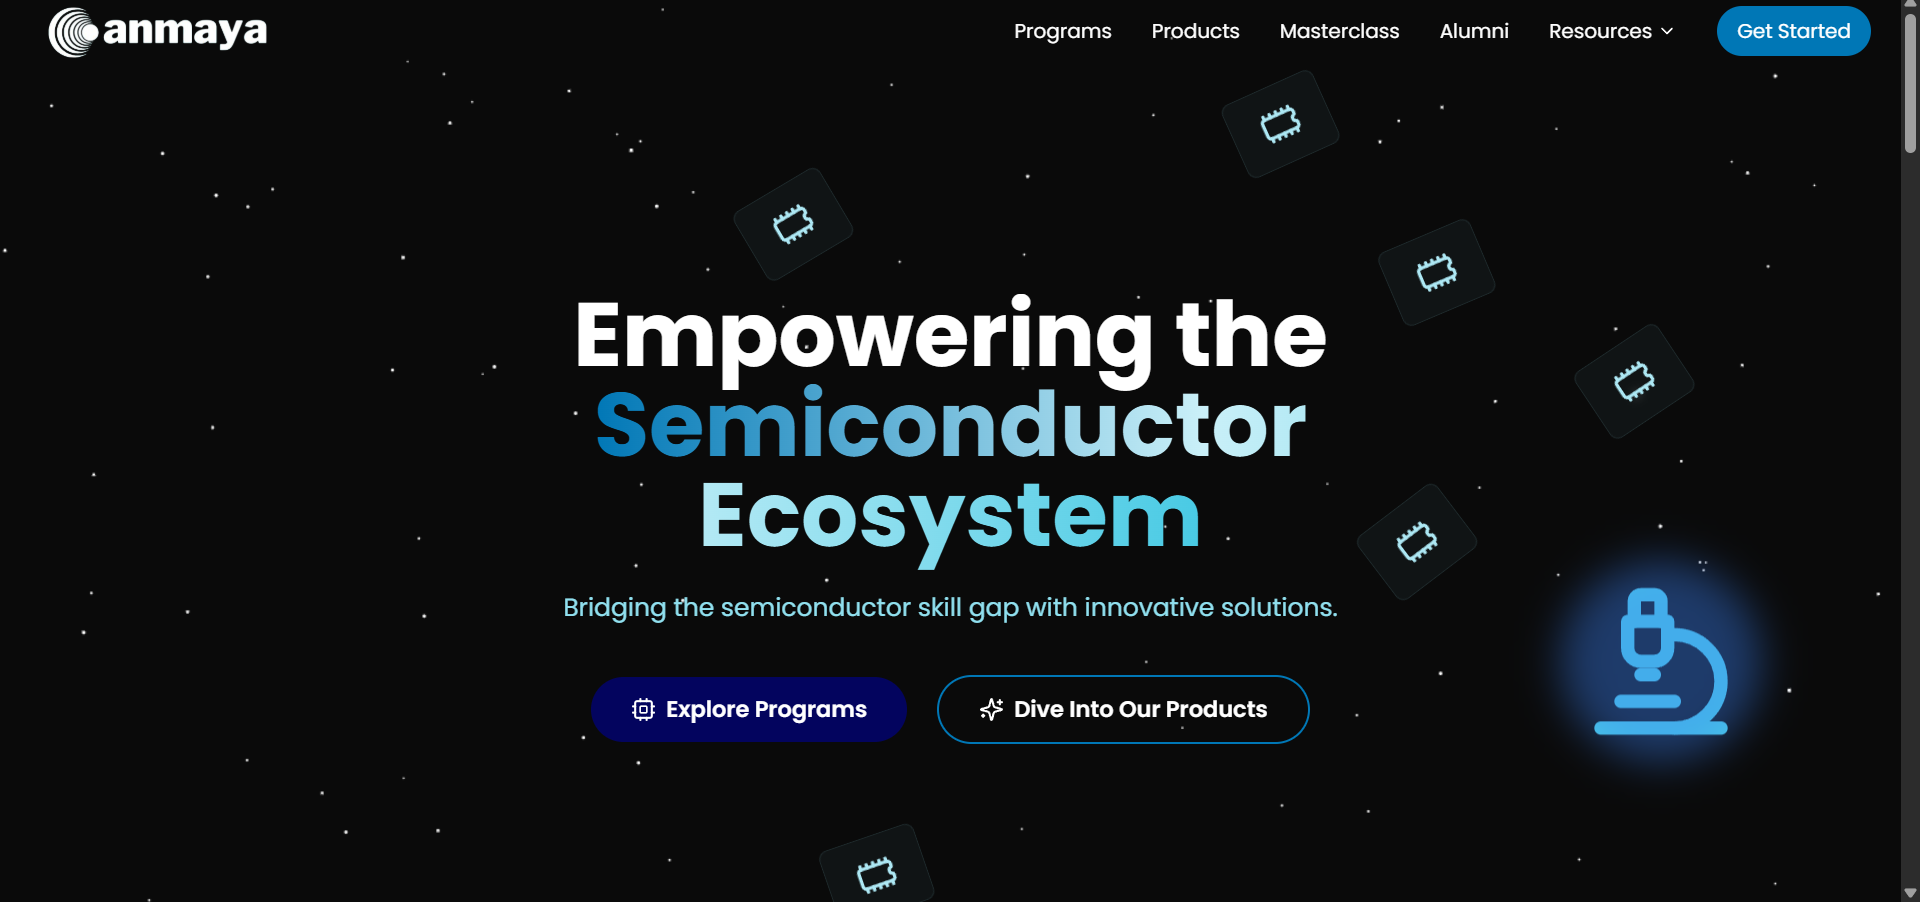 anmaya
Programs
Products
Masterclass
Alumni
Resources
Get Started
Empowering the
Semiconductor
Ecosystem
Bridging the semiconductor skill gap with innovative solutions.
Explore Programs
Dive Into Our Products